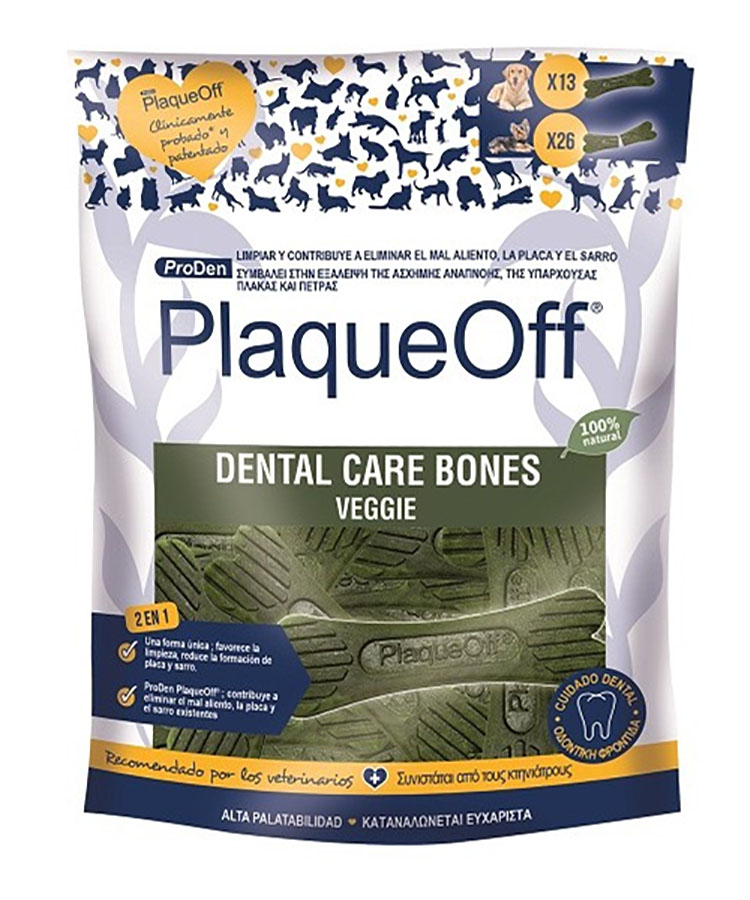 ProDen
PlaqueOff
Clínicamente
probado* y
patentado
X13
X26
LIMPIAR Y CONTRIBUYE A ELIMINAR EL MAL ALIENTO, LA PLACA Y EL SARRO
ProDen
ΣΥΜΒΑΛΕΙ ΣΤΗΝ ΕΞΑΛΕΙΨΗ ΤΗΣ ΑΣΧΗΜΗΣ ΑΝΑΠΝΟΗΣ, ΤΗΣ ΥΠΑΡΧΟΥΣΑΣ
ΠΛΑΚΑΣ ΚΑΙ ΠΕΤΡΑΣ
PlaqueOff®
100%
natural
DENTAL CARE BONES
VEGGIE
PlaqueOff
2 EN 1
Una forma única ; favorece la
limpieza, reduce la formación de
placa y sarro.
ProDen PlaqueOff® ; contribuye a
eliminar el mal aliento, la placa y
el sarro existentes
CUIDADO DENTAL
ΟΔΟΝΤΙΚΗ ΦΡΟΝΤΙΔΑ
Recomendado por los veterinarios Συνιστάται από τους κτηνιάτρους
ALTA PALATABILIDAD ΚΑΤΑΝΑΛΩΝΕΤΑΙ ΕΥΧΑΡΙΣΤΑ